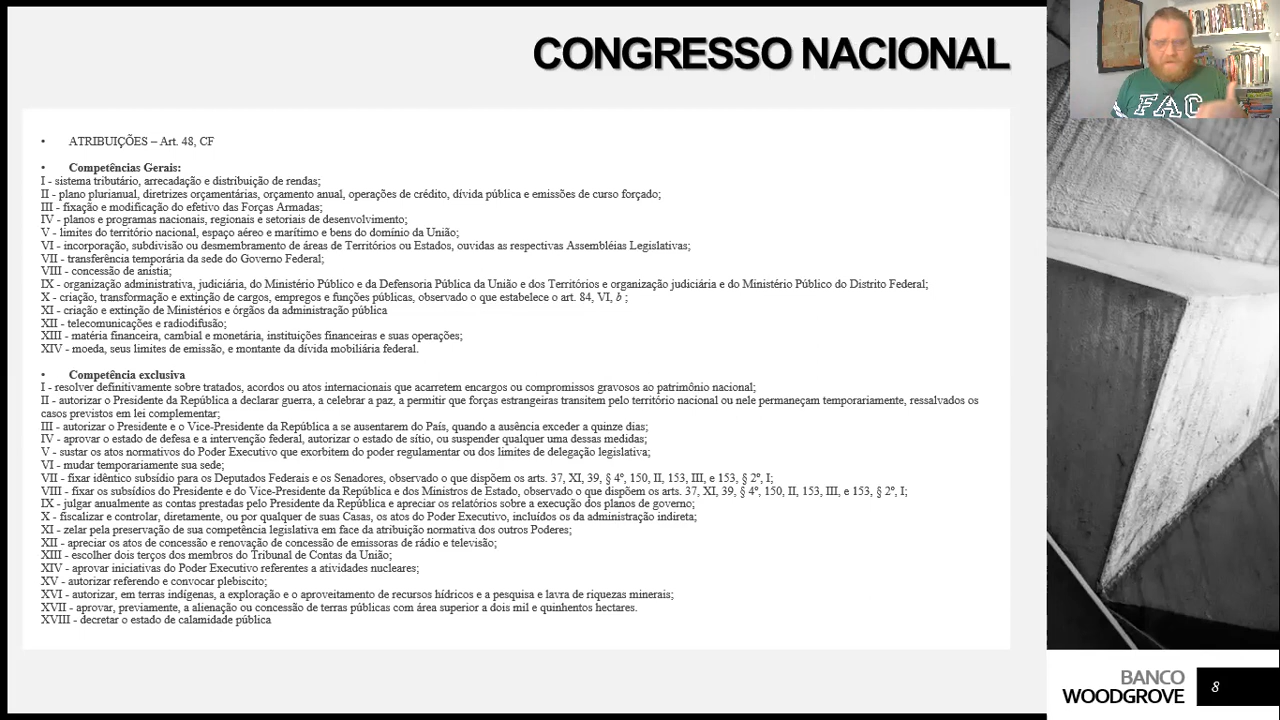 CONGRESSO NACIONAL
• ATRIBUIÇÕES – Art. 48, CF
• Competências Gerais:
I - sistema tributário, arrecadação e distribuição de rendas;
II - plano plurianual, diretrizes orçamentárias, orçamento anual, operações de crédito, dívida pública e emissões de curso forçado;
III - fixação e modificação do efetivo das Forças Armadas;
IV - planos e programas nacionais, regionais e setoriais de desenvolvimento;
V - limites do território nacional, espaço aéreo e marítimo e bens do domínio da União;
VI - incorporação, subdivisão ou desmembramento de áreas de Territórios ou Estados, ouvidas as respectivas Assembléias Legislativas;
VII - transferência temporária da sede do Governo Federal;
VIII - concessão de anistia;
IX - organização administrativa, judiciária, do Ministério Público e da Defensoria Pública da União e dos Territórios e organização judiciária e do Ministério Público do Distrito Federal;
X - criação, transformação e extinção de cargos, empregos e funções públicas, observado o que estabelece o art. 84, VI, b ;
XI - criação e extinção de Ministérios e órgãos da administração pública
XII - telecomunicações e radiodifusão;
XIII - matéria financeira, cambial e monetária, instituições financeiras e suas operações;
XIV - moeda, seus limites de emissão, e montante da dívida mobiliária federal.
• Competência exclusiva
I - resolver definitivamente sobre tratados, acordos ou atos internacionais que acarretem encargos ou compromissos gravosos ao patrimônio nacional;
II - autorizar o Presidente da República a declarar guerra, a celebrar a paz, a permitir que forças estrangeiras transitem pelo território nacional ou nele permaneçam temporariamente, ressalvados os
casos previstos em lei complementar;
III - autorizar o Presidente e o Vice-Presidente da República a se ausentarem do País, quando a ausência exceder a quinze dias;
IV - aprovar o estado de defesa e a intervenção federal, autorizar o estado de sítio, ou suspender qualquer uma dessas medidas;
V - sustar os atos normativos do Poder Executivo que exorbitem do poder regulamentar ou dos limites de delegação legislativa;
VI - mudar temporariamente sua sede;
VII - fixar idêntico subsídio para os Deputados Federais e os Senadores, observado o que dispõem os arts. 37, XI, 39, § 4º, 150, II, 153, III, e 153, § 2º, I;
VIII - fixar os subsídios do Presidente e do Vice-Presidente da República e dos Ministros de Estado, observado o que dispõem os arts. 37, XI, 39, § 4º, 150, II, 153, III, e 153, § 2º, I;
IX - julgar anualmente as contas prestadas pelo Presidente da República e apreciar os relatórios sobre a execução dos planos de governo;
X - fiscalizar e controlar, diretamente, ou por qualquer de suas Casas, os atos do Poder Executivo, incluídos os da administração indireta;
XI - zelar pela preservação de sua competência legislativa em face da atribuição normativa dos outros Poderes;
XII - apreciar os atos de concessão e renovação de concessão de emissoras de rádio e televisão;
XIII - escolher dois terços dos membros do Tribunal de Contas da União;
XIV - aprovar iniciativas do Poder Executivo referentes a atividades nucleares;
XV - autorizar referendo e convocar plebiscito;
XVI - autorizar, em terras indígenas, a exploração e o aproveitamento de recursos hídricos e a pesquisa e lavra de riquezas minerais;
XVII - aprovar, previamente, a alienação ou concessão de terras públicas com área superior a dois mil e quinhentos hectares.
XVIII - decretar o estado de calamidade pública
FAC
BANCO
WOODGROVE
8